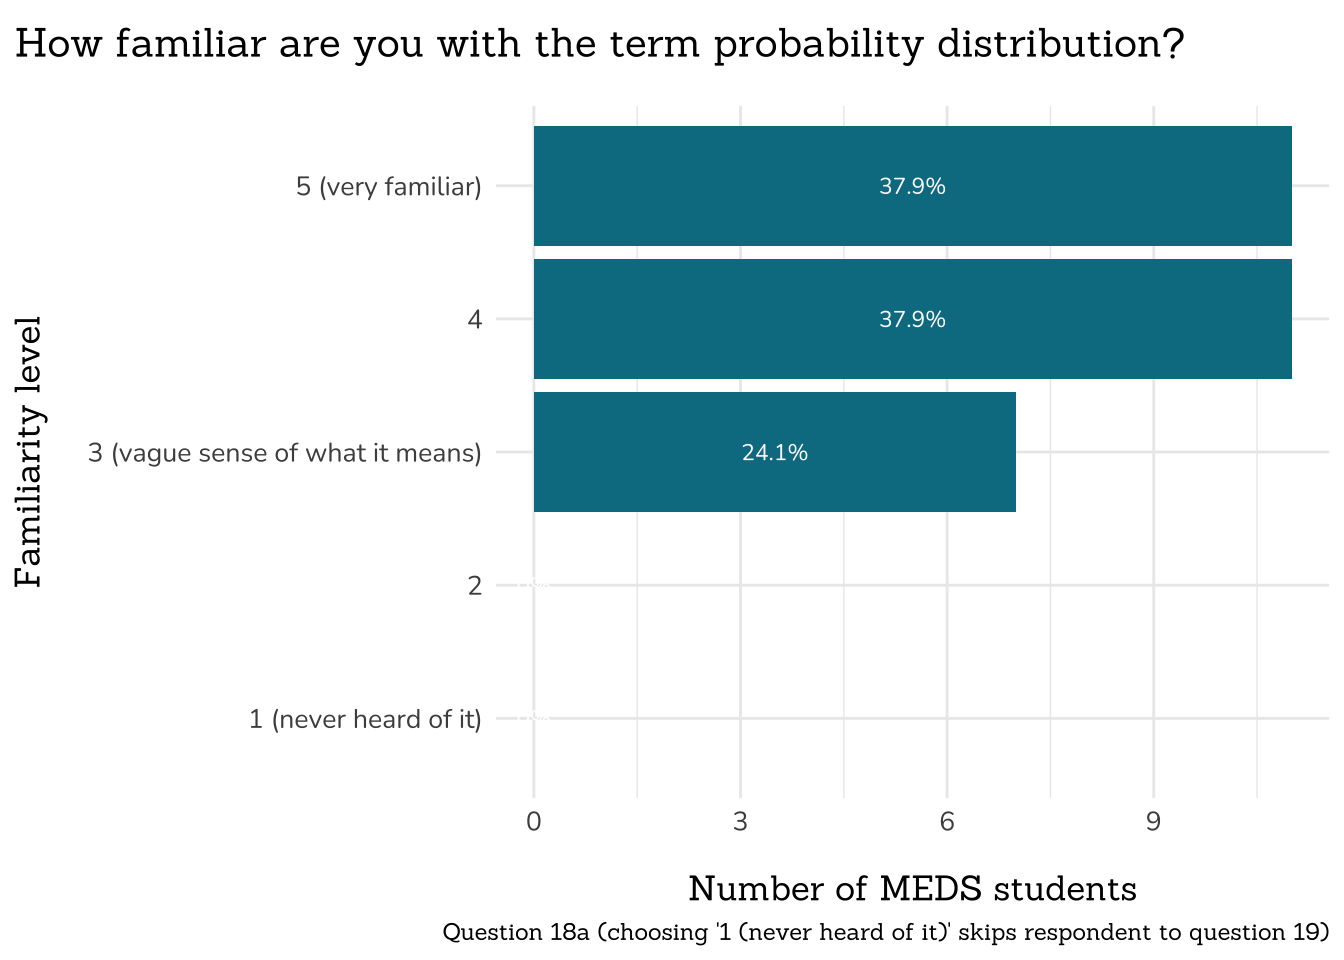 How familiar are you with the term probability distribution?
5 (very familiar)
37.9%
4
37.9%
3 (vague sense of what it means)
24.1%
2
1 (never heard of it)
0
3
6
9
Familiarity level
Number of MEDS students
Question 18a (choosing '1 (never heard of it)' skips respondent to question 19)